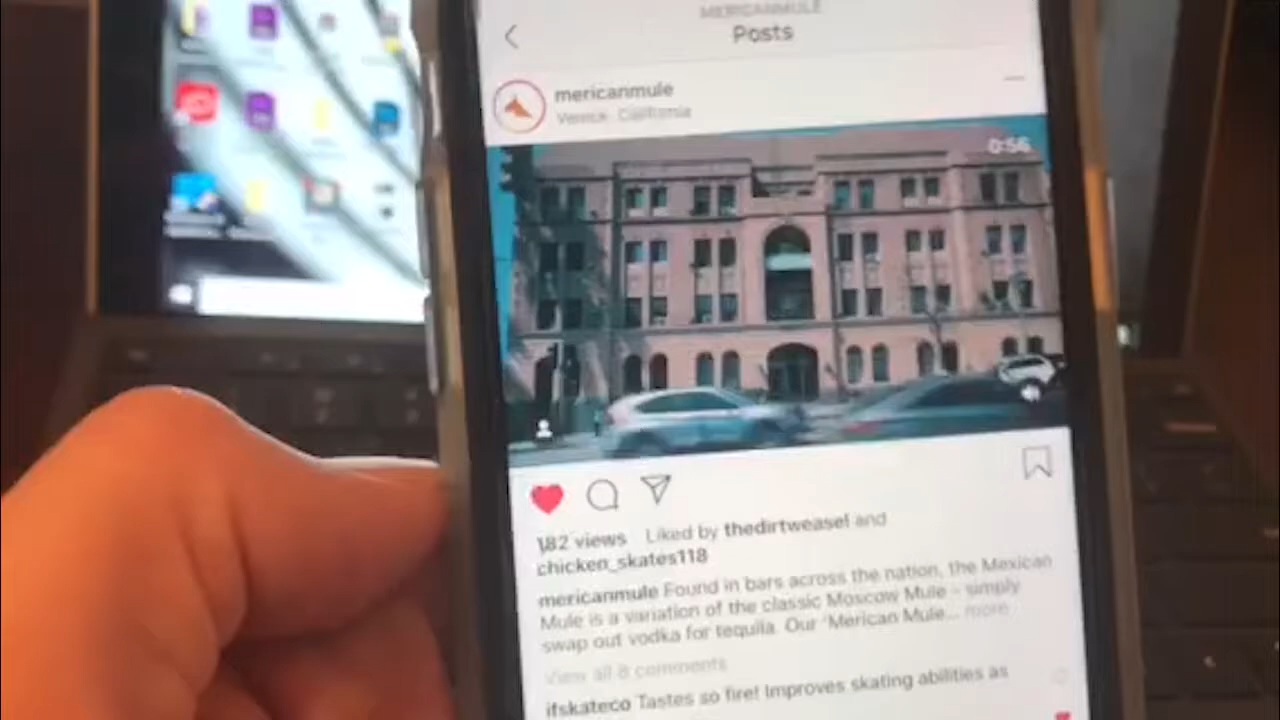 MERICANMULE
Posts
mericanmule
Venice, California
0:56
182 views Liked by thedirtweasel and
chicken_skates118
mericanmule Found in bars across the nation, the Mexican
Mule is a variation of the classic Moscow Mule - simply
swap out vodka for tequila. Our 'Merican Mule... more
View all 8 comments
ifskateco Tastes so fire! Improves skating abilities as